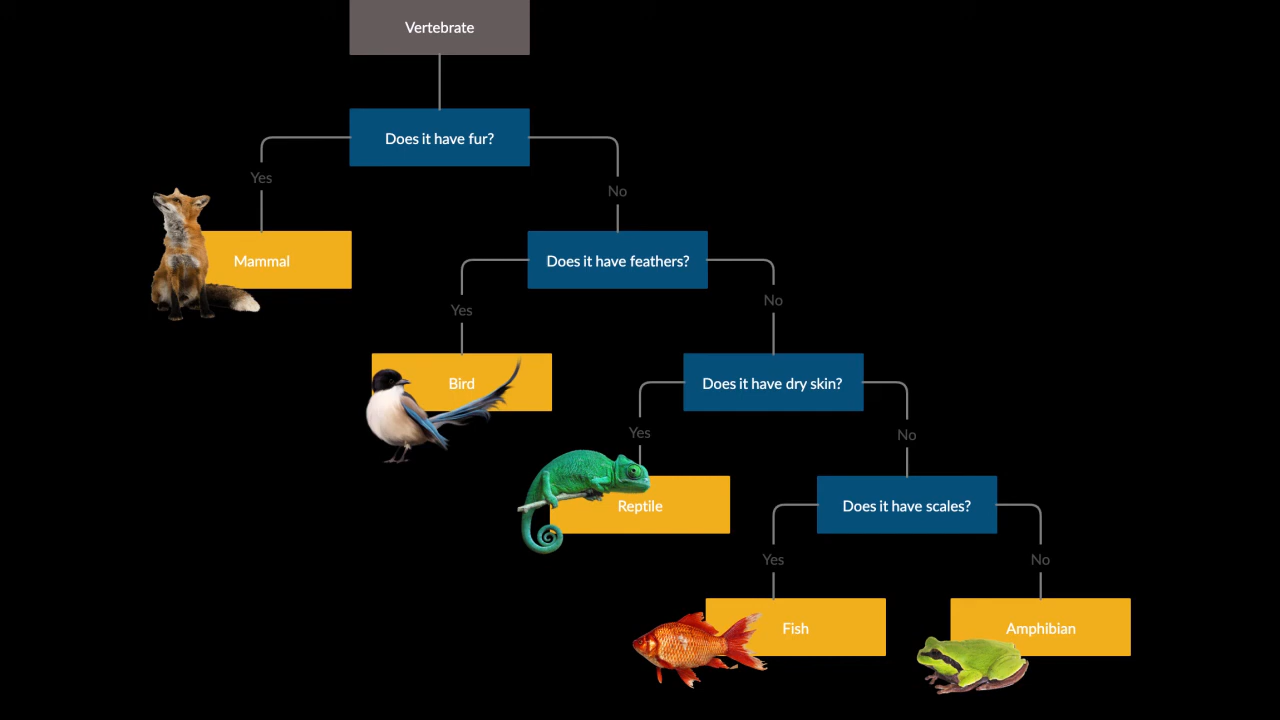 Vertebrate
Does it have fur?
Yes
No
Mammal
Does it have feathers?
Yes
No
Bird
Does it have dry skin?
Yes
No
Reptile
Does it have scales?
Yes
No
Fish
Amphibian